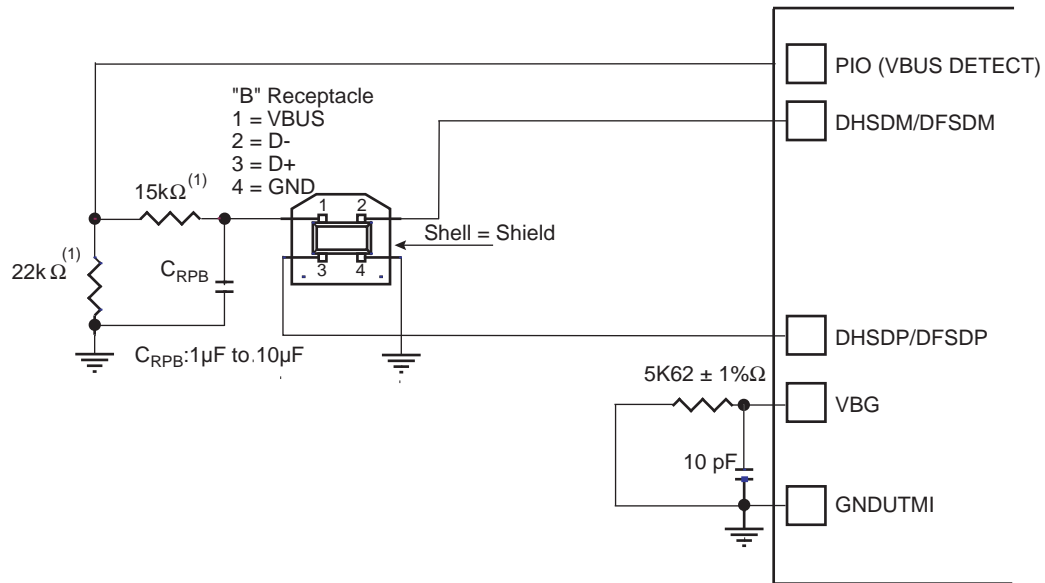 PIO (VBUS DETECT)
"B" Receptacle
1 = VBUS
2 = D-
3 = D+
4 = GND
DHSDM/DFSDM
15kΩ(1)
1 2
Shell = Shield
22kΩ(1)
CRPB
3 4
CRPB:1µF to 10µF
DHSDP/DFSDP
5K62 ± 1%Ω
VBG
10 pF
GNDUTMI